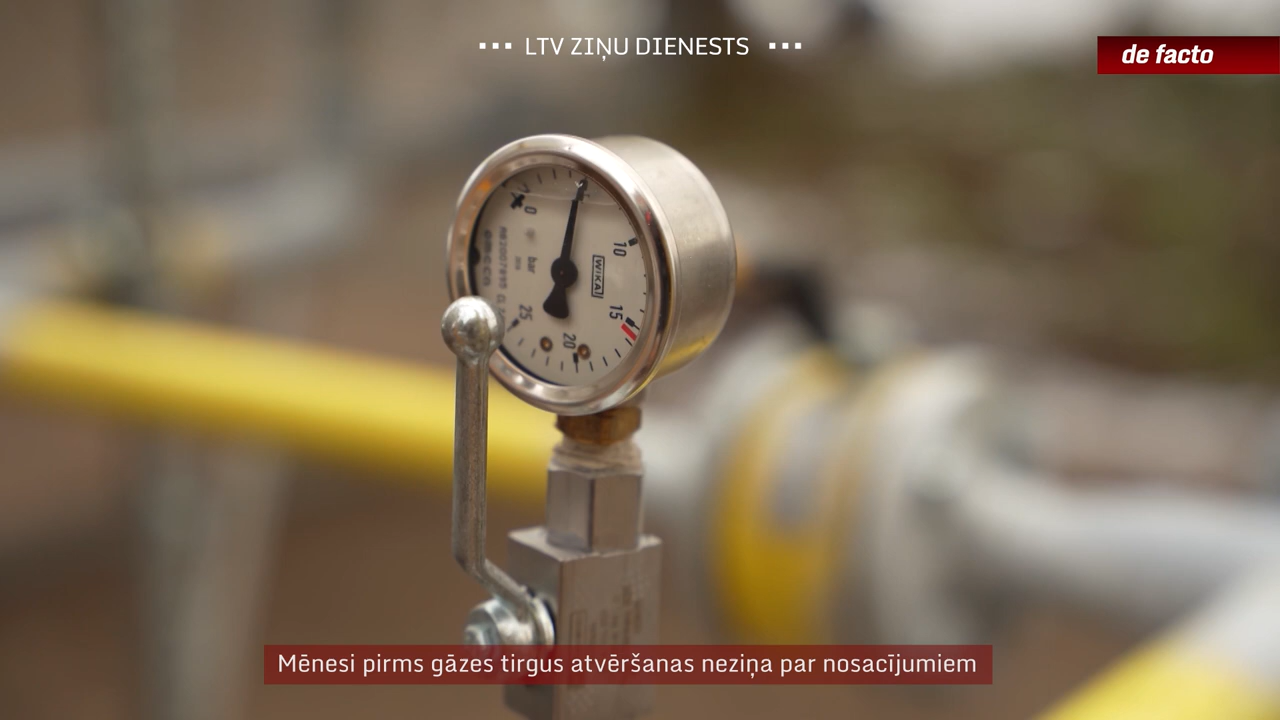 LTV ZIŅU DIENESTS
de facto
0
bar
10
WIKA
15
20
25
Mēnesi pirms gāzes tirgus atvēršanas neziņa par nosacījumiem